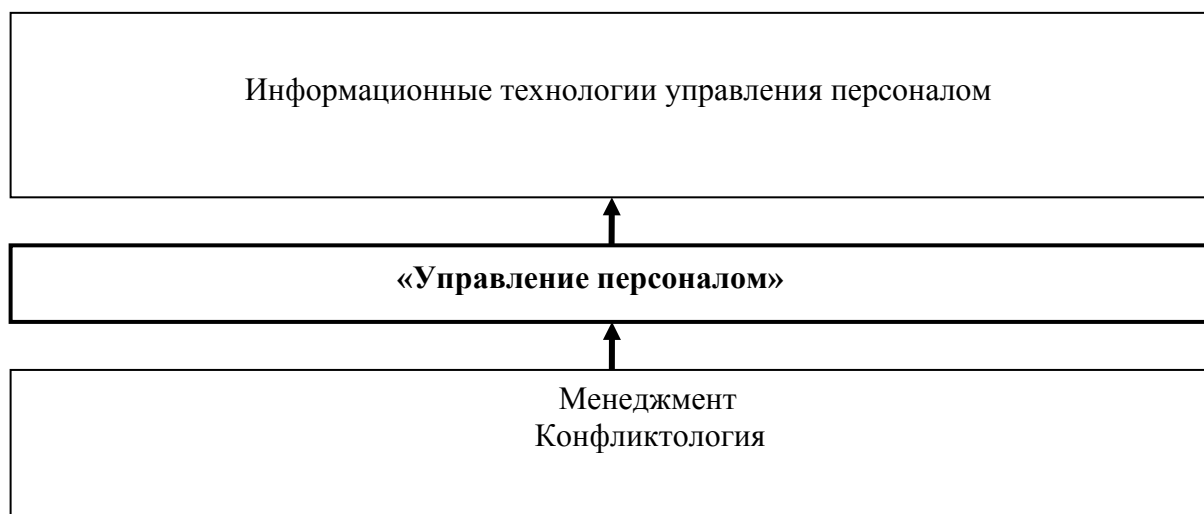 Информационные технологии управления персоналом
«Управление персоналом»
Менеджмент
Конфликтология